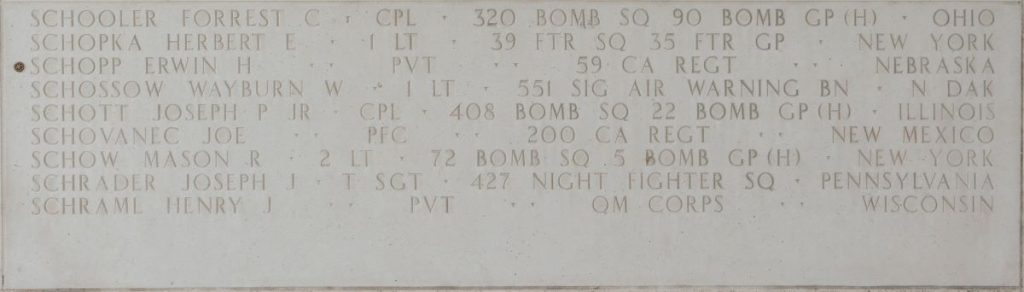 SCHOOLER FORREST C · CPL · 320 BOMB SQ 90 BOMB GP (H) · OHIO
SCHOPKA HERBERT E · 1 LT · 39 FTR SQ 35 FTR GP · NEW YORK
SCHOPP ERWIN H · · PVT · · 59 CA REGT · · NEBRASKA
SCHOSSOW WAYBURN W · 1 LT · 551 SIG AIR WARNING BN · N DAK
SCHOTT JOSEPH P JR · CPL · 408 BOMB SQ 22 BOMB GP (H) · ILLINOIS
SCHOVANEC JOE · · PFC · · 200 CA REGT · · NEW MEXICO
SCHOW MASON R · 2 LT · 72 BOMB SQ 5 BOMB GP (H) · NEW YORK
SCHRADER JOSEPH J · T SGT · 427 NIGHT FIGHTER SQ · PENNSYLVANIA
SCHRAML HENRY J · · PVT · · QM CORPS · · WISCONSIN